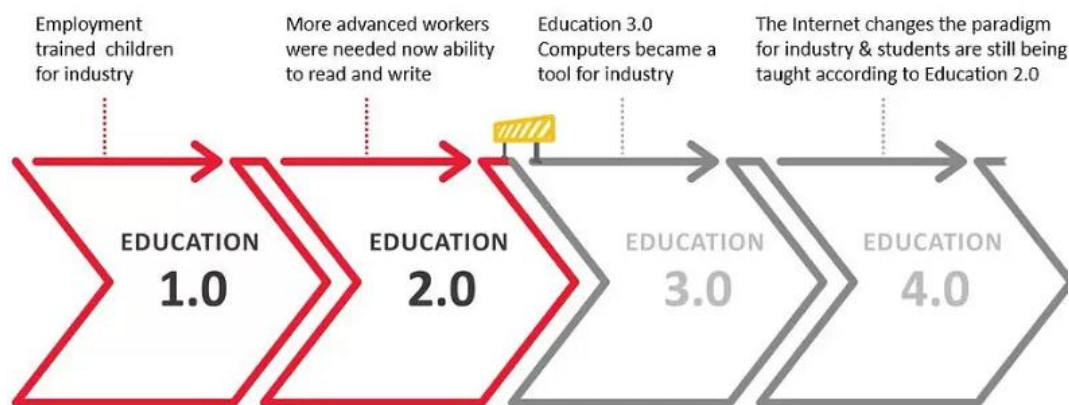 Employment
trained children
for industry
More advanced workers
were needed now ability
to read and write
Education 3.0
Computers became a
tool for industry
The Internet changes the paradigm
for industry & students are still being
taught according to Education 2.0
EDUCATION
1.0
EDUCATION
2.0
EDUCATION
3.0
EDUCATION
4.0